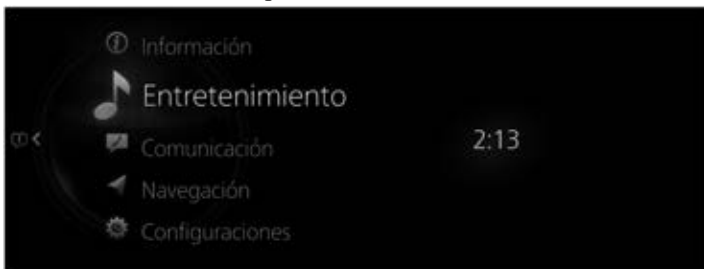 Información
Entretenimiento
Comunicación
2:13
Navegación
Configuraciones